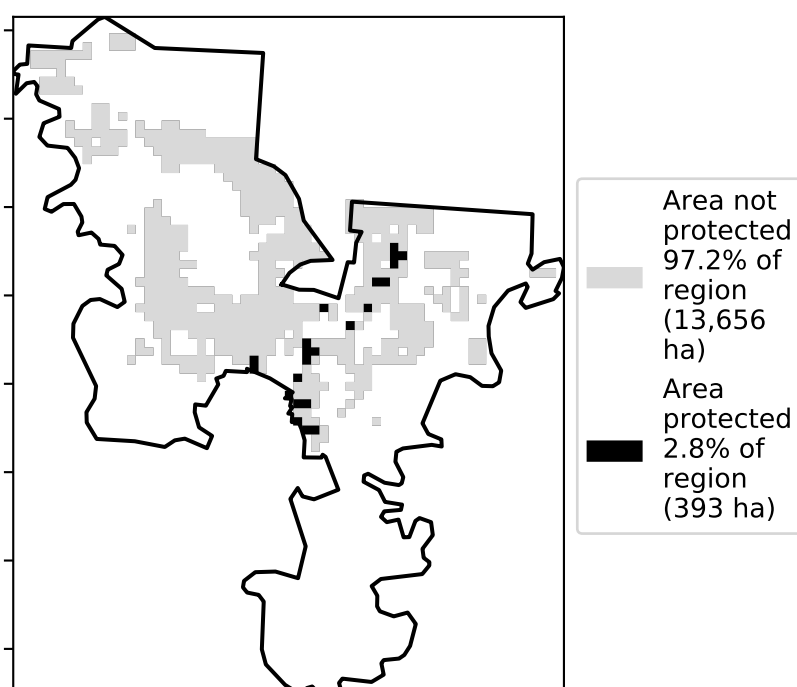 Area not
protected
97.2% of
region
(13,656
ha)
Area
protected
2.8% of
region
(393 ha)